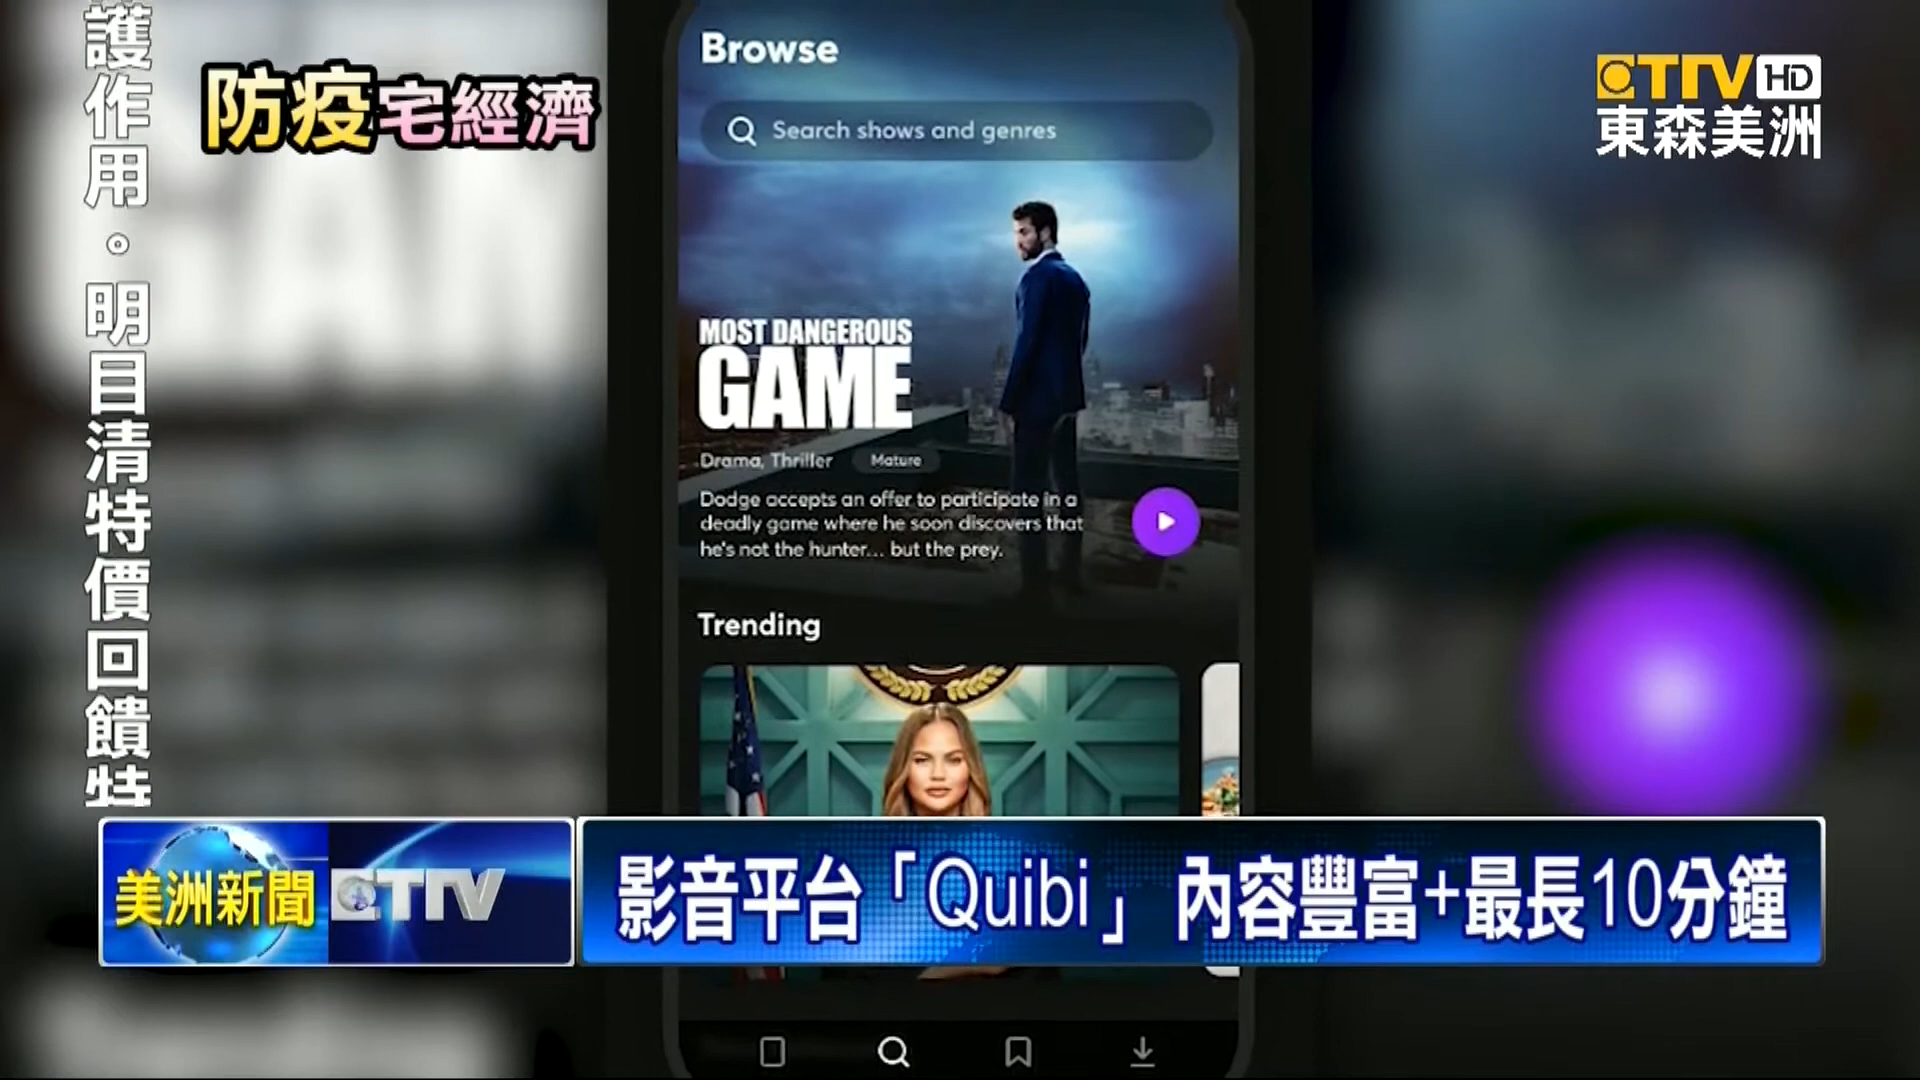 護作用。明目清特價回饋特
防疫宅經濟
ETTV HD
東森美洲
Browse
Search shows and genres
MOST DANGEROUS
GAME
Drama, Thriller Mature
Dodge accepts an offer to participate in a
deadly game where he soon discovers that
he's not the hunter... but the prey.
Trending
美洲新聞 ETTV
影音平台「Quibi」 內容豐富+最長10分鐘